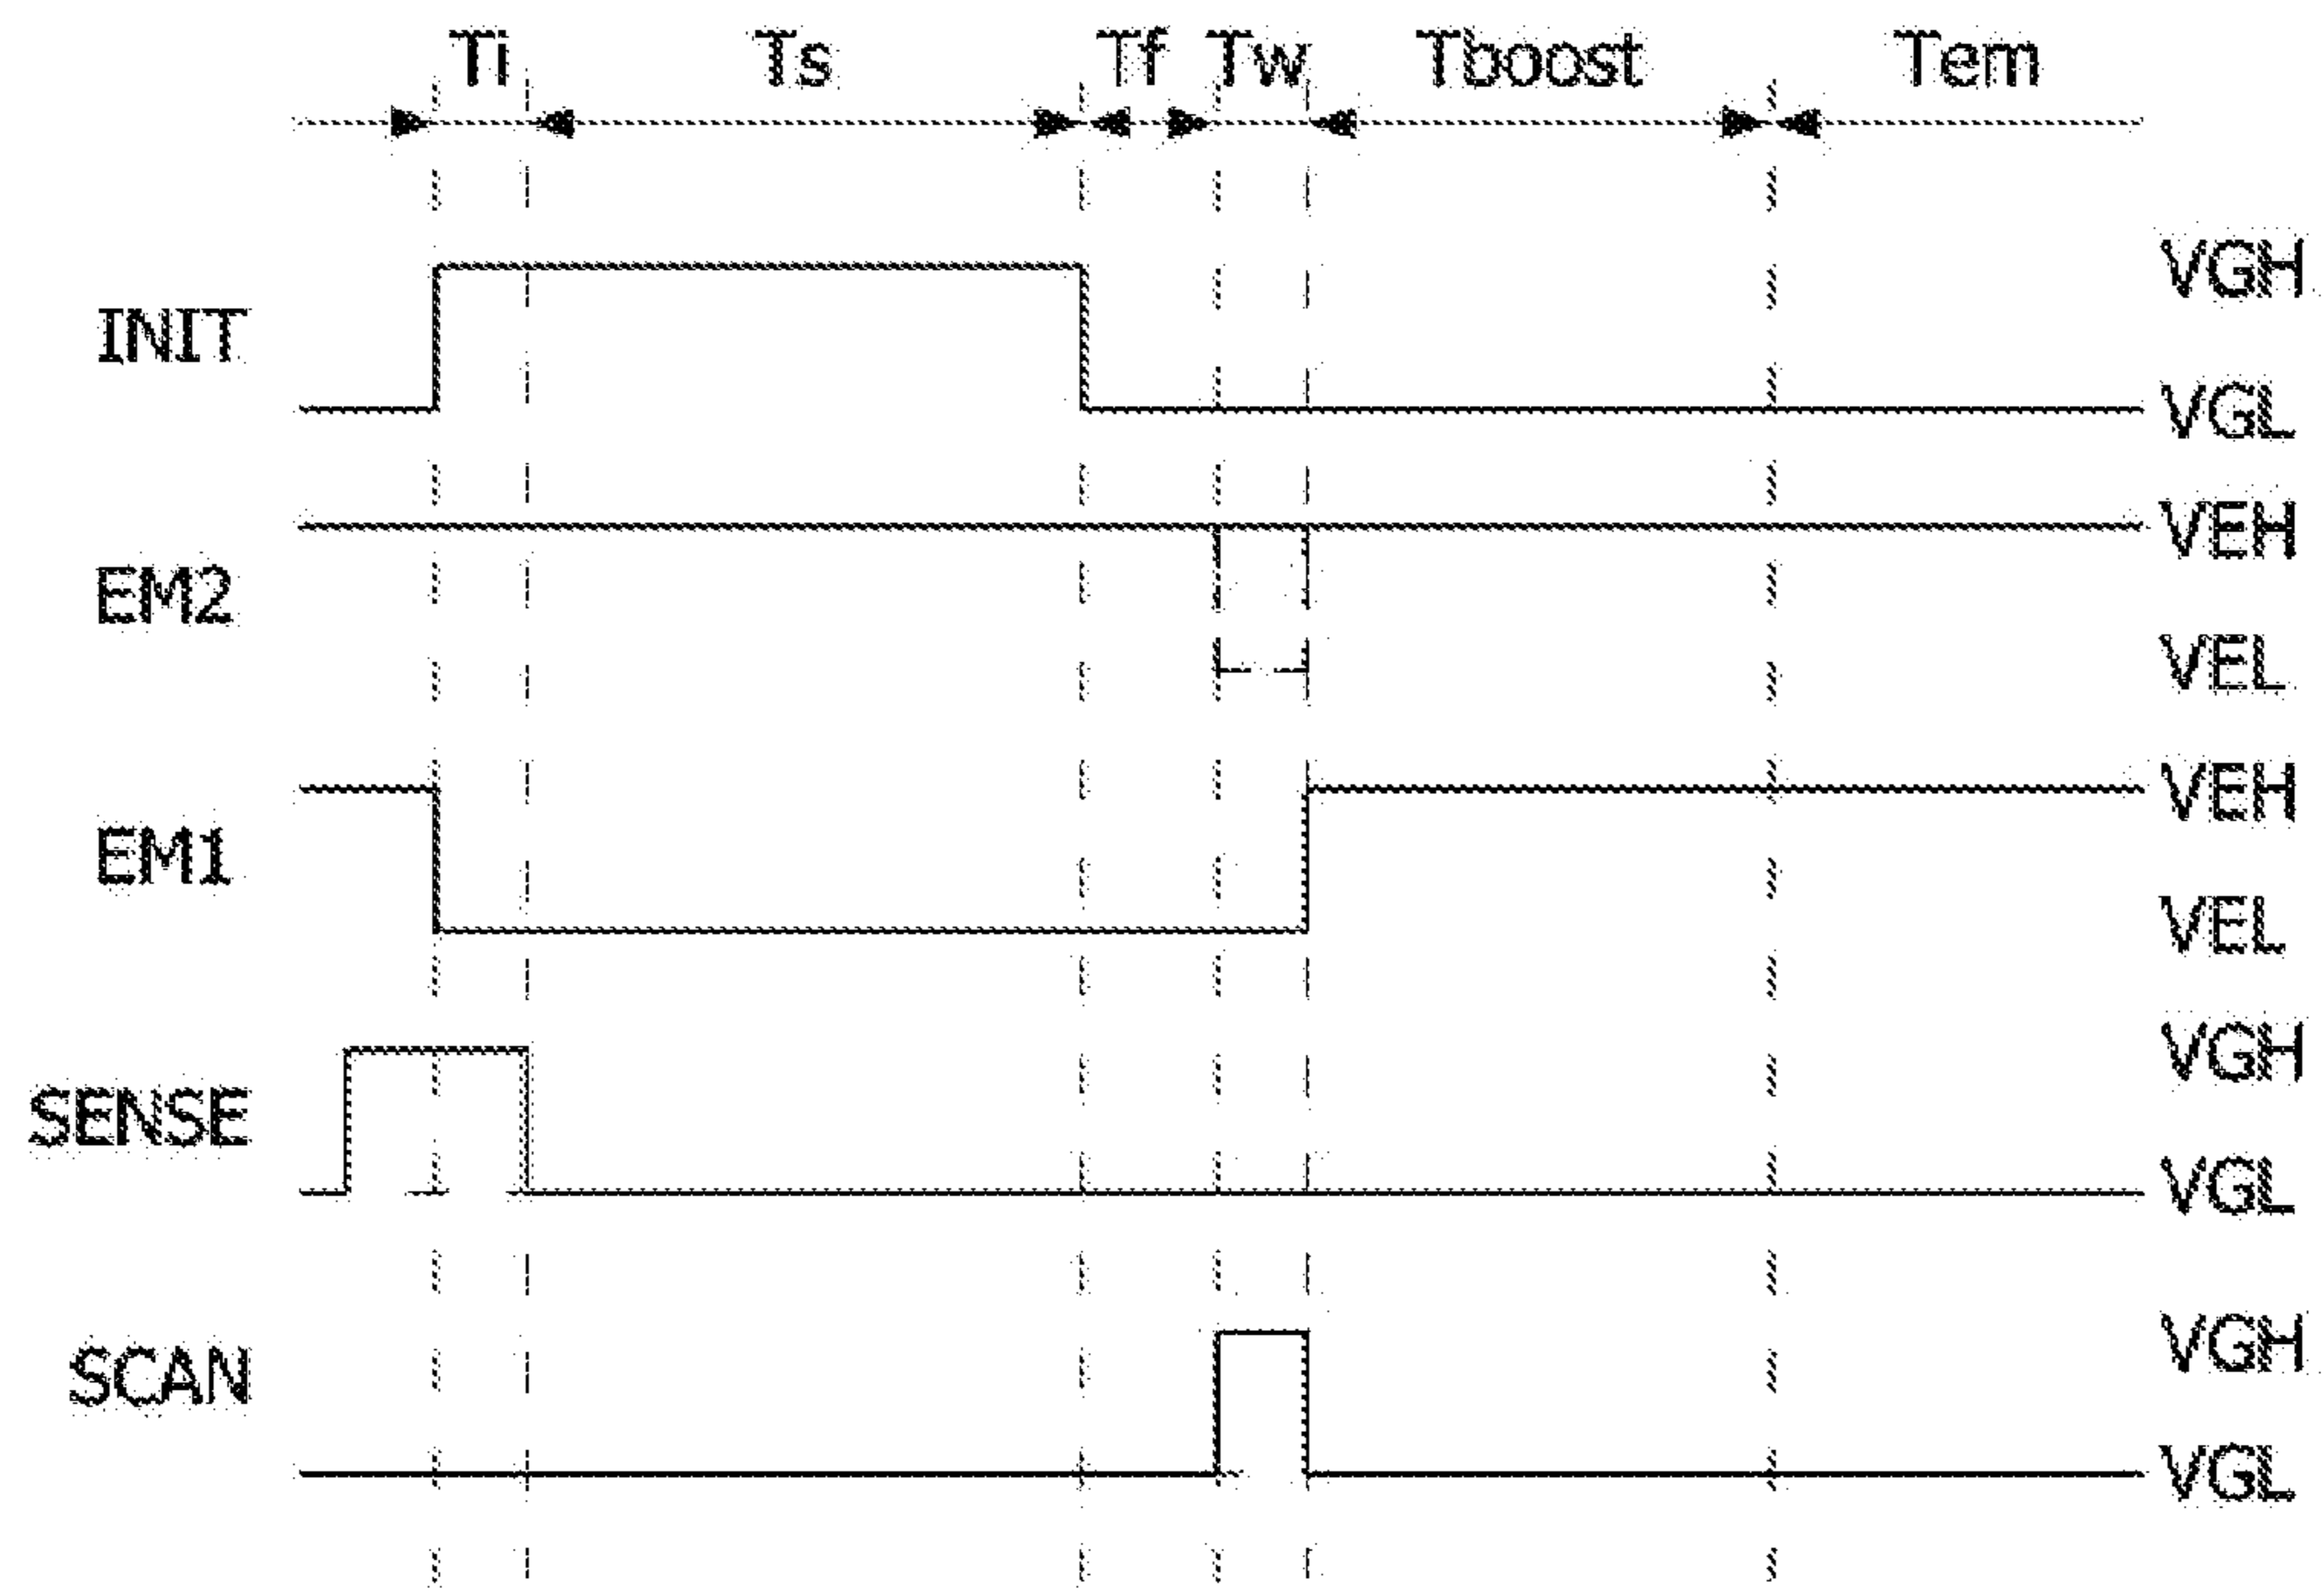 Ti Ts Tf Tw Tboost Tem
VGH
INIT
VGL
VEH
EM2
VEL
VEH
EM1
VEL
VGH
SENSE
VGL
VGH
SCAN
VGL